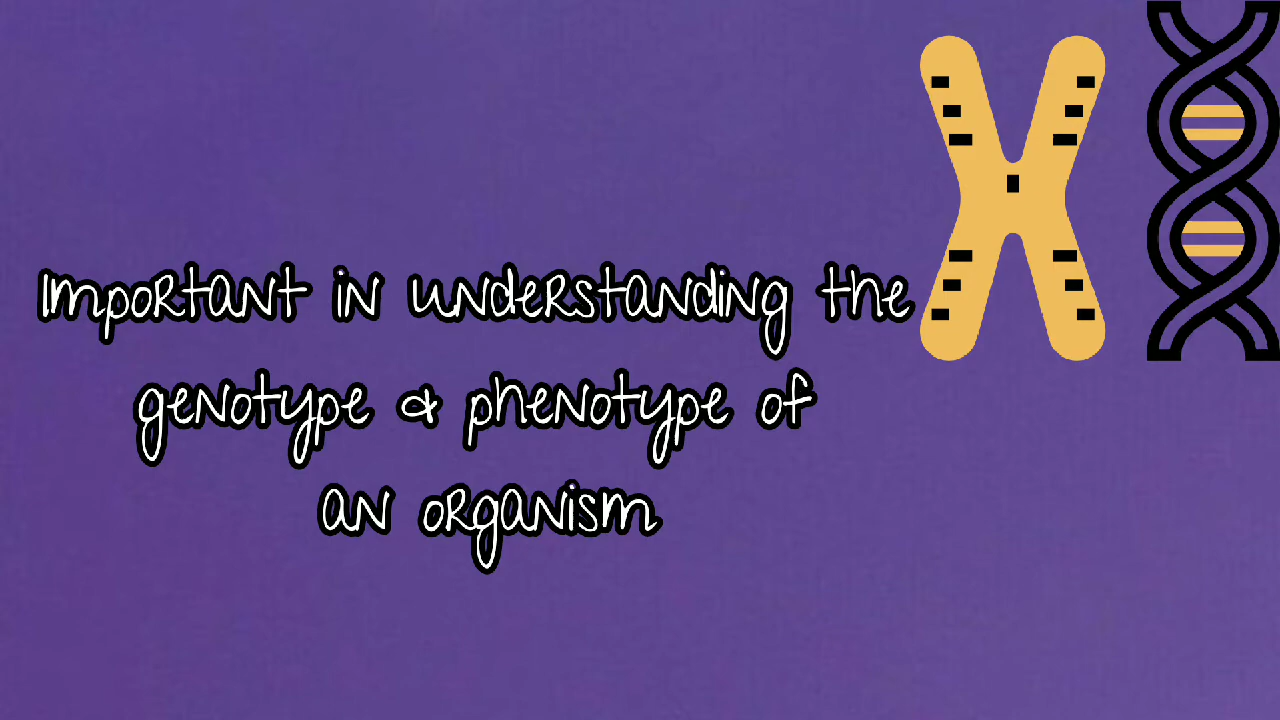 Important in understanding the
genotype & phenotype of
an organism